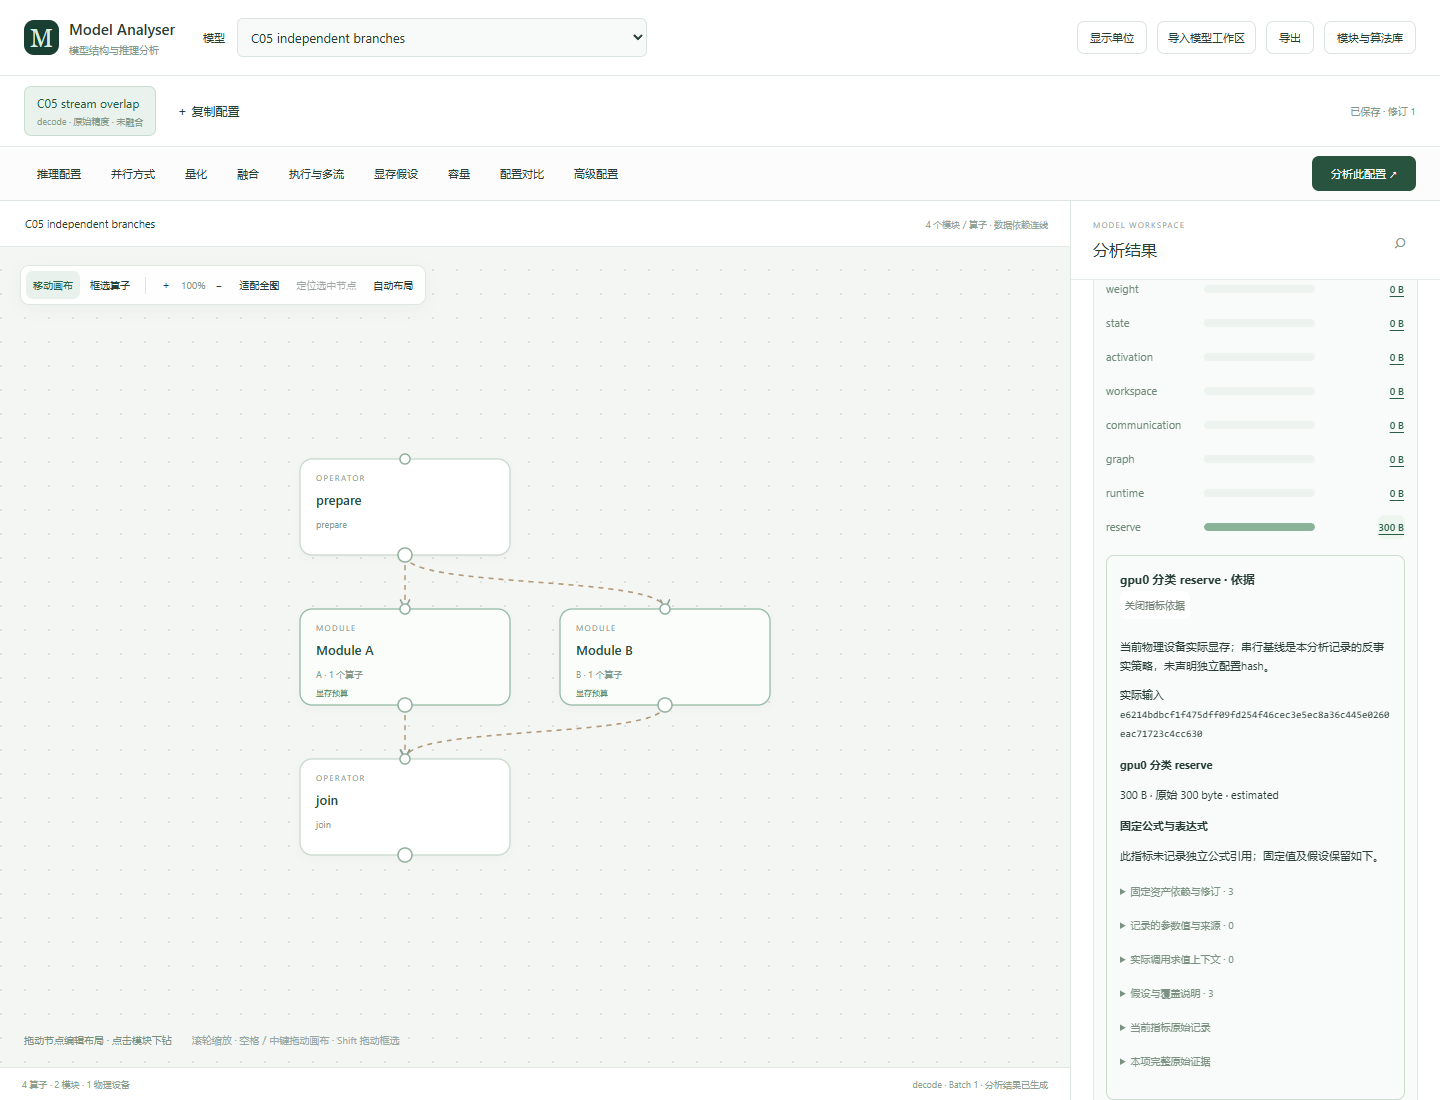 M
Model Analyser
模型结构与推理分析
模型
C05 independent branches
显示单位
导入模型工作区
导出
模块与算法库
C05 stream overlap
decode · 原始精度 · 未融合
+ 复制配置
已保存 · 修订 1
推理配置
并行方式
量化
融合
执行与多流
显存假设
容量
配置对比
高级配置
分析此配置 ↗
C05 independent branches
4 个模块 / 算子 · 数据依赖连线
移动画布
框选算子
+
100%
−
适配全图
定位选中节点
自动布局
OPERATOR
prepare
prepare
MODULE
Module A
A · 1 个算子
显存预算
MODULE
Module B
B · 1 个算子
显存预算
OPERATOR
join
join
拖动节点编辑布局 · 点击模块下钻
滚轮缩放 · 空格 / 中键拖动画布 · Shift 拖动框选
4 算子 · 2 模块 · 1 物理设备
decode · Batch 1 · 分析结果已生成
MODEL WORKSPACE
分析结果
weight 0 B
state 0 B
activation 0 B
workspace 0 B
communication 0 B
graph 0 B
runtime 0 B
reserve 300 B
gpu0 分类 reserve · 依据
关闭指标依据
当前物理设备实际显存；串行基线是本分析记录的反事
实策略，未声明独立配置hash。
实际输入
e6214bdbcf1f475dff09fd254f46cec3e5ec8a36c445e0260
eac71723c4cc630
gpu0 分类 reserve
300 B · 原始 300 byte · estimated
固定公式与表达式
此指标未记录独立公式引用；固定值及假设保留如下。
▶ 固定资产依赖与修订 · 3
▶ 记录的参数值与来源 · 0
▶ 实际调用求值上下文 · 0
▶ 假设与覆盖说明 · 3
▶ 当前指标原始记录
▶ 本项完整原始证据